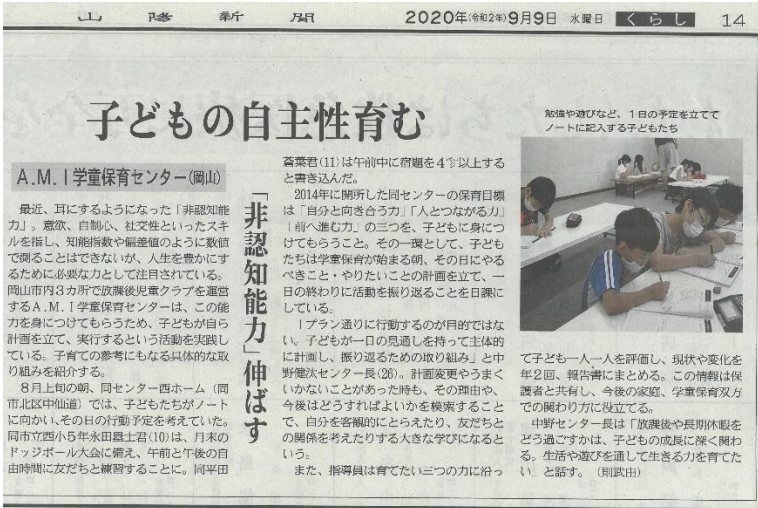 山陽新聞 2020年(令和2年)9月9日 水曜日 くらし 14
子どもの自主性育む
A.M.I学童保育センター(岡山)
「非認知能力」伸ばす
最近、耳にするようになった「非認知能
力」。意欲、自制心、社交性といったスキ
ルを指し、知能指数や偏差値のように数値
で測ることはできないが、人生を豊かにす
るために必要な力として注目されている。
岡山市内3カ所で放課後児童クラブを運営
するA.M.I学童保育センターは、この能
力を身につけてもらうため、子どもが自ら
計画を立て、実行するという活動を実践し
ている。子育ての参考にもなる具体的な取
り組みを紹介する。
8月上旬の朝、同センター西ホーム(同
市北区中仙道)では、子どもたちがノート
に向かい、その日の行動予定を考えていた。
同市立西小5年永田塁士君(10)は、月末の
ドッジボール大会に備え、午前と午後の自
由時間に友だちと練習することに。同平田
蒼葉君(11)は午前中に宿題を4㌻以上する
と書き込んだ。
2014年に開所した同センターの保育目標
は「自分と向き合う力」「人とつながる力」
「前へ進む力」の三つを、子どもに身につ
けてもらうこと。その一環として、子ども
たちは学童保育が始まる朝、その日にやる
べきこと・やりたいことの計画を立て、一
日の終わりに活動を振り返ることを日課に
している。
「プラン通りに行動するのが目的ではな
い。子どもが一日の見通しを持って主体的
に計画し、振り返るための取り組み」と中
野健汰センター長(26)。計画変更やうまく
いかないことがあった時も、その理由や、
今後はどうすればよいかを模索すること
で、自分を客観的にとらえたり、友だちと
の関係を考えたりする大きな学びになると
いう。
また、指導員は育てたい三つの力に沿っ
勉強や遊びなど、1日の予定を立てて
ノートに記入する子どもたち
て子ども一人一人を評価し、現状や変化を
年2回、報告書にまとめる。この情報は保
護者と共有し、今後の家庭、学童保育双方
での関わり方に役立てる。
中野センター長は「放課後や長期休暇を
どう過ごすかは、子どもの成長に深く関わ
る。生活や遊びを通して生きる力を育てた
い」と話す。(則武由)